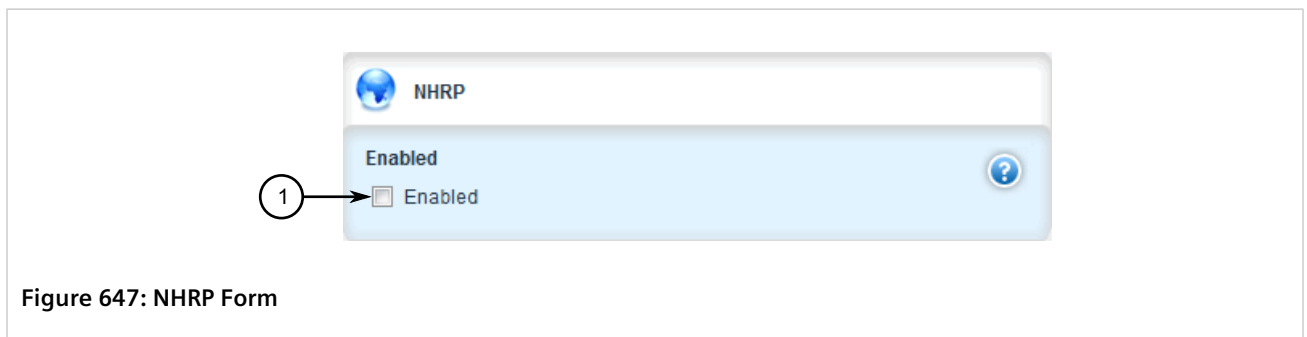 NHRP
Enabled
1
Enabled
Figure 647: NHRP Form